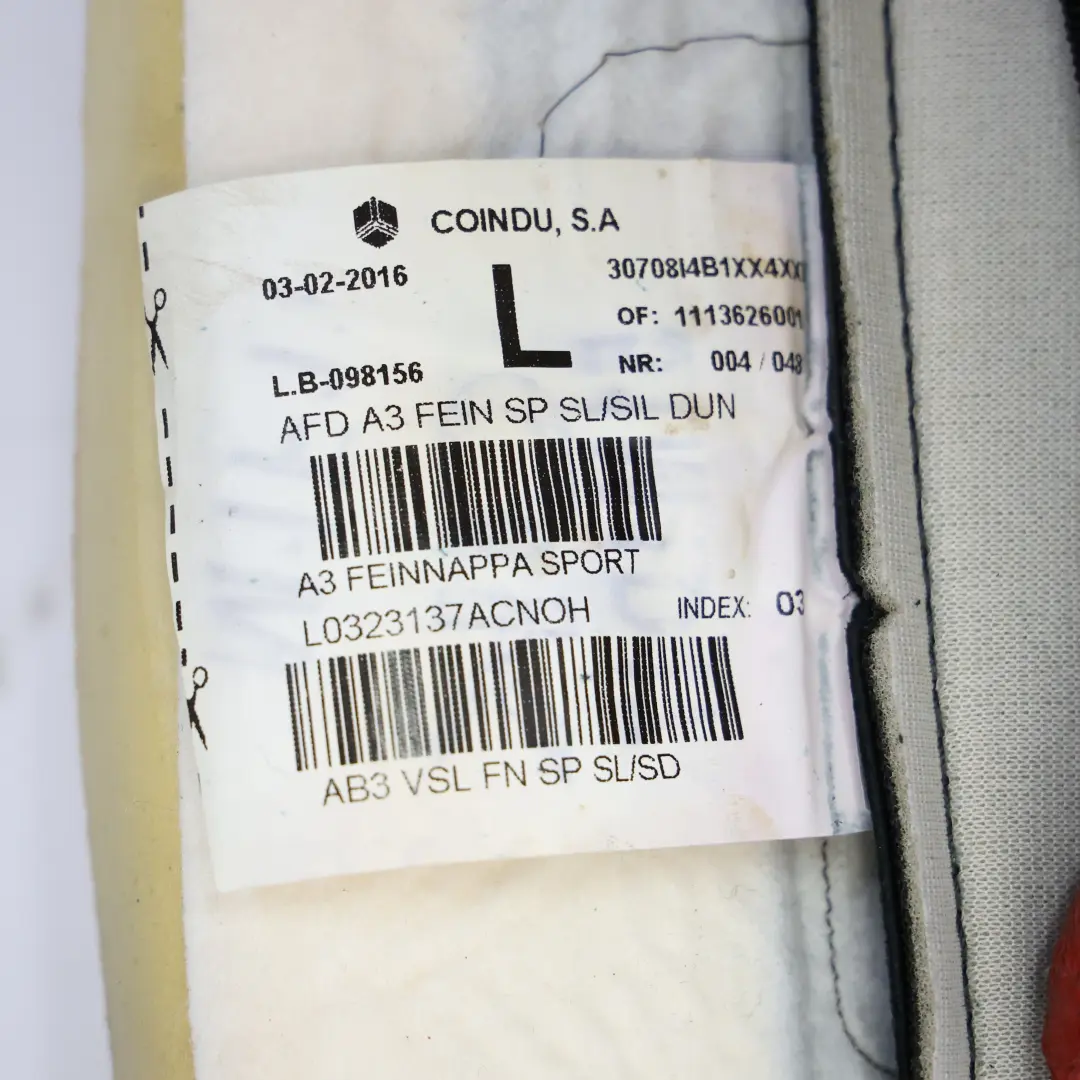 COINDU, S.A
03-02-2016
L
30708I4B1XX4XX
OF: 1113626001
L.B-098156
NR: 004 / 048
AFD A3 FEIN SP SL/SIL DUN
A3 FEINNAPPA SPORT
L0323137ACNOH
INDEX: 03
AB3 VSL FN SP SL/SD